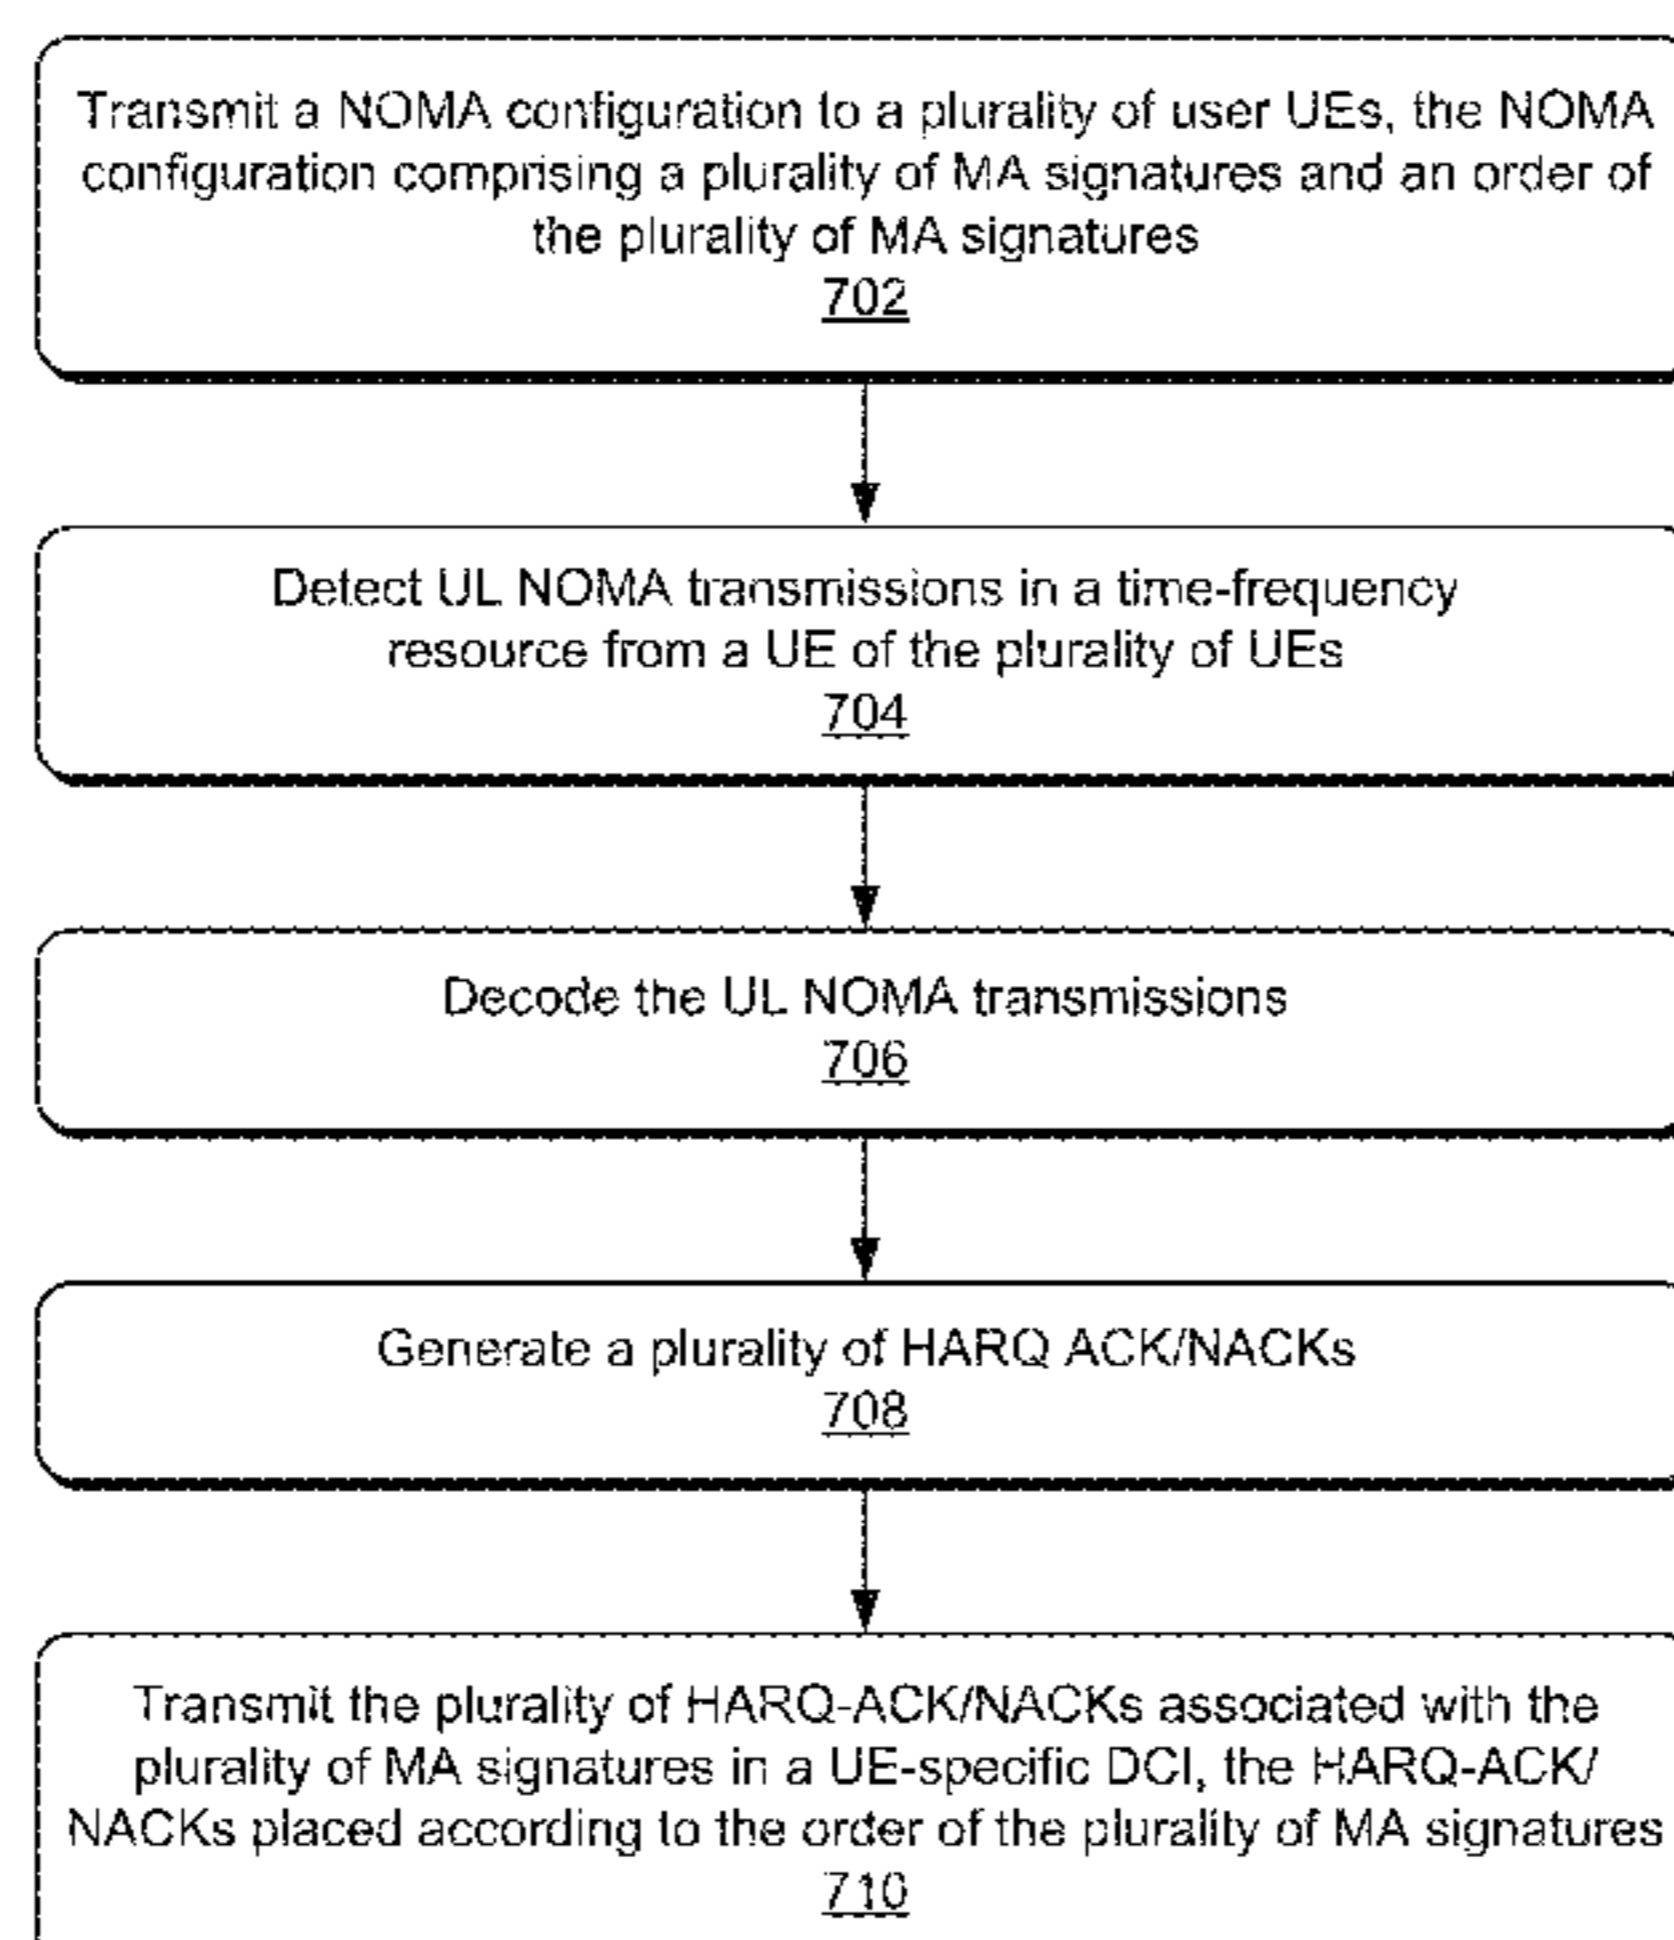 Transmit a NOMA configuration to a plurality of user UEs, the NOMA
configuration comprising a plurality of MA signatures and an order of
the plurality of MA signatures
702
Detect UL NOMA transmissions in a time-frequency
resource from a UE of the plurality of UEs
704
Decode the UL NOMA transmissions
706
Generate a plurality of HARQ ACK/NACKs
708
Transmit the plurality of HARQ-ACK/NACKs associated with the
plurality of MA signatures in a UE-specific DCI, the HARQ-ACK/
NACKs placed according to the order of the plurality of MA signatures
710